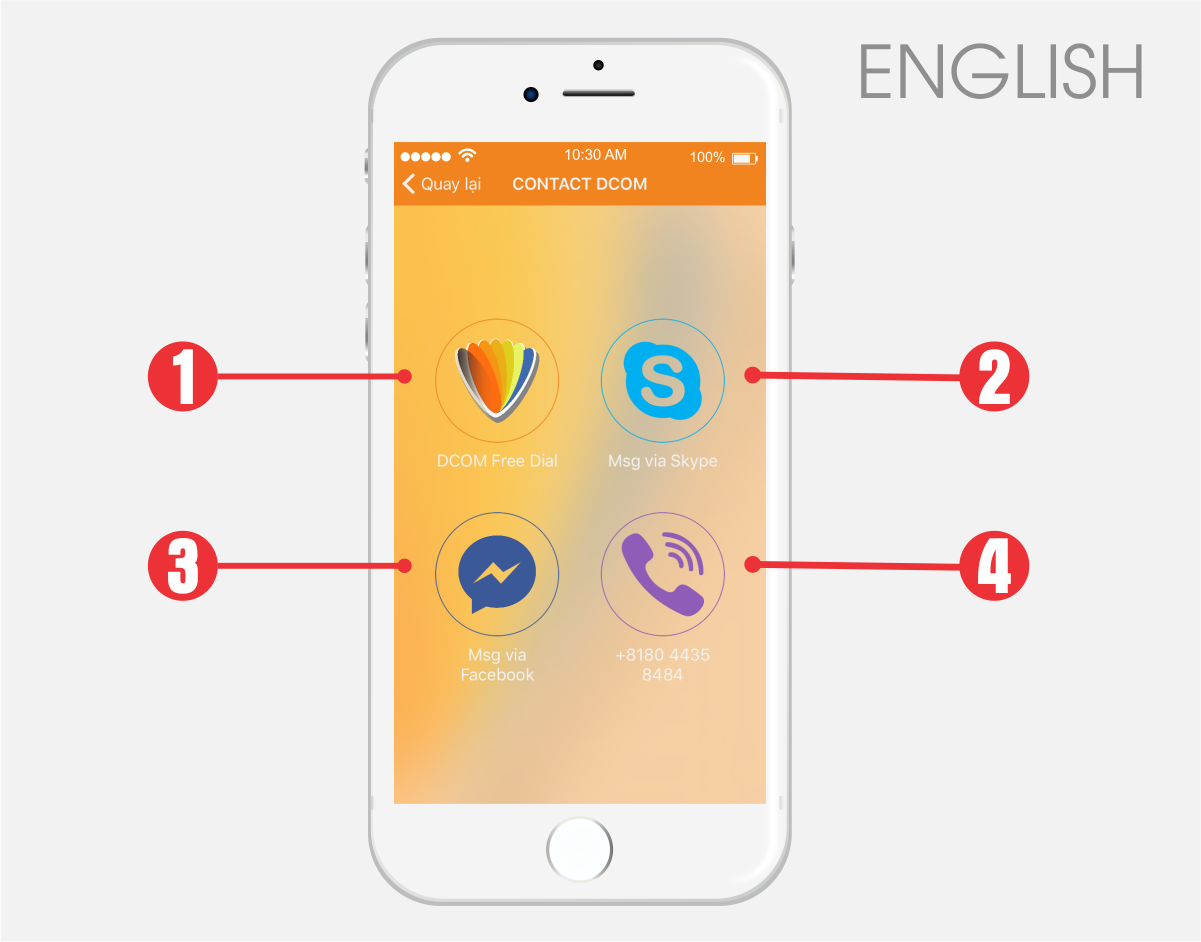 ENGLISH
10:30 AM
100%
Quay lại
CONTACT DCOM
1
S
2
DCOM Free Dial
Msg via Skype
3
4
Msg via
Facebook
+8180 4435
8484